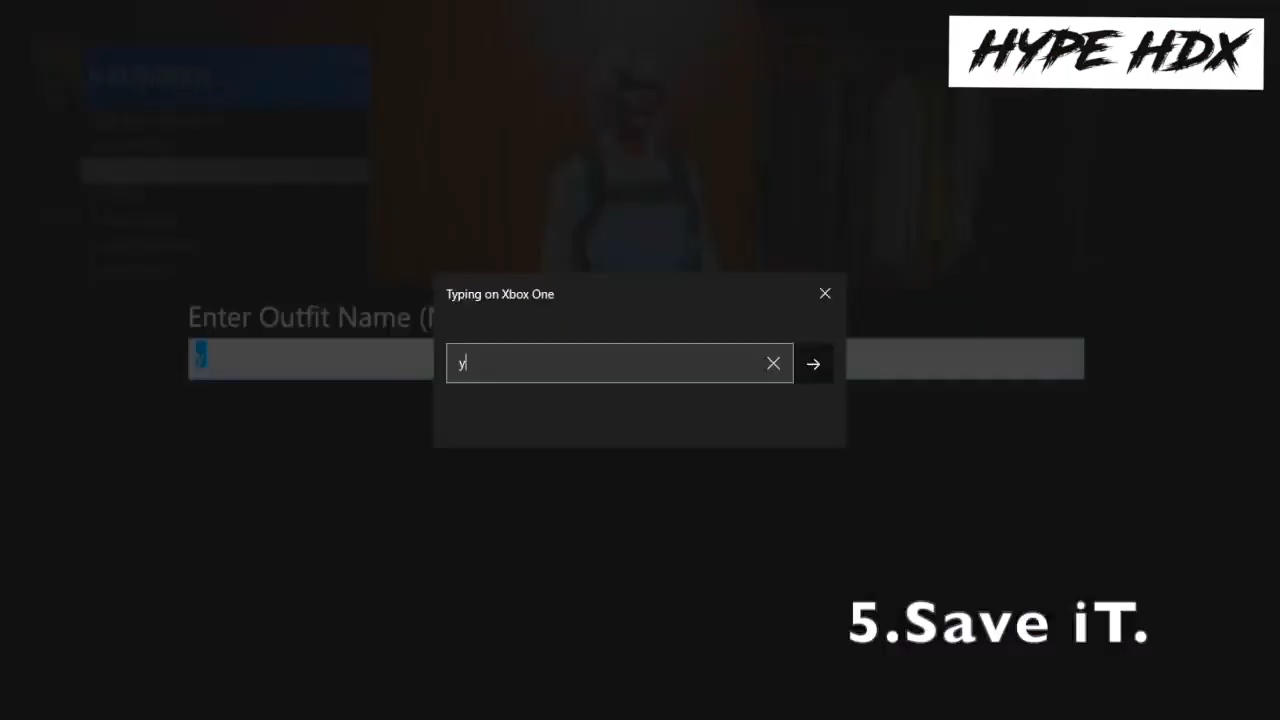 HYPE HDX
Typing on Xbox One
Enter Outfit Name (
y
y
5.Save iT.